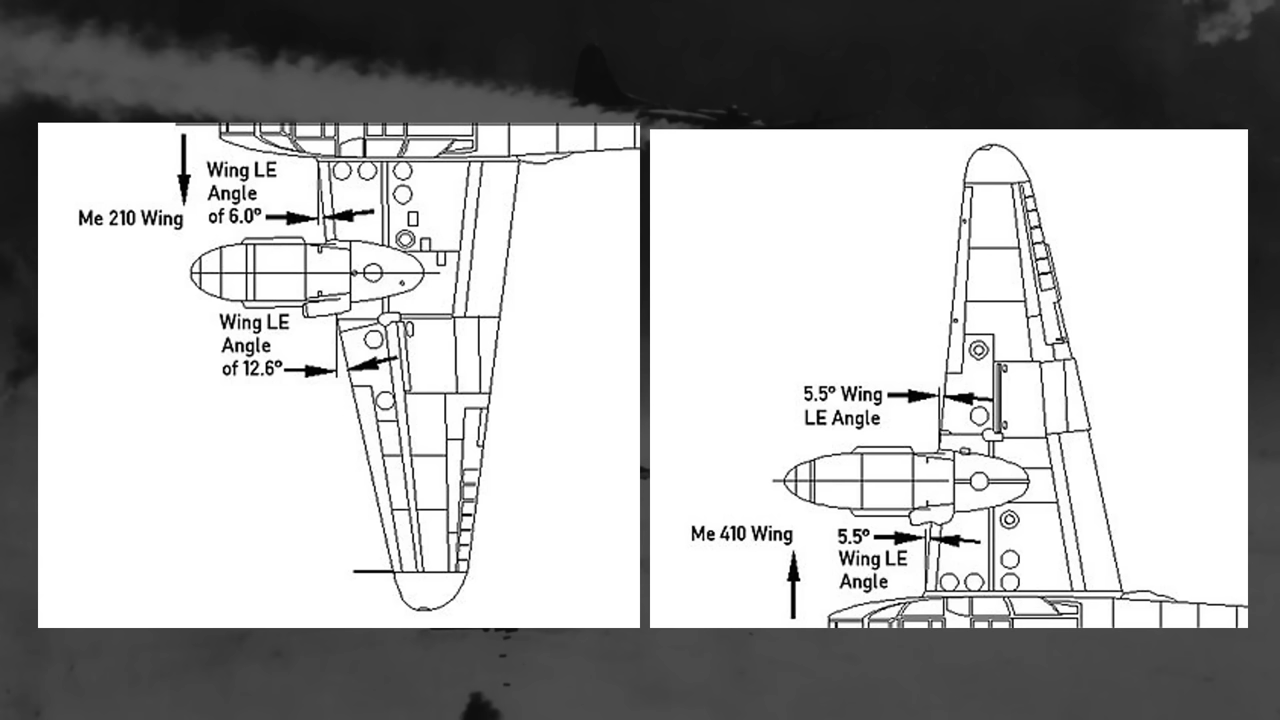 Wing LE
Angle
of 6.0°
Me 210 Wing
Wing LE
Angle
of 12.6°
5.5° Wing
LE Angle
Me 410 Wing
5.5°
Wing LE
Angle